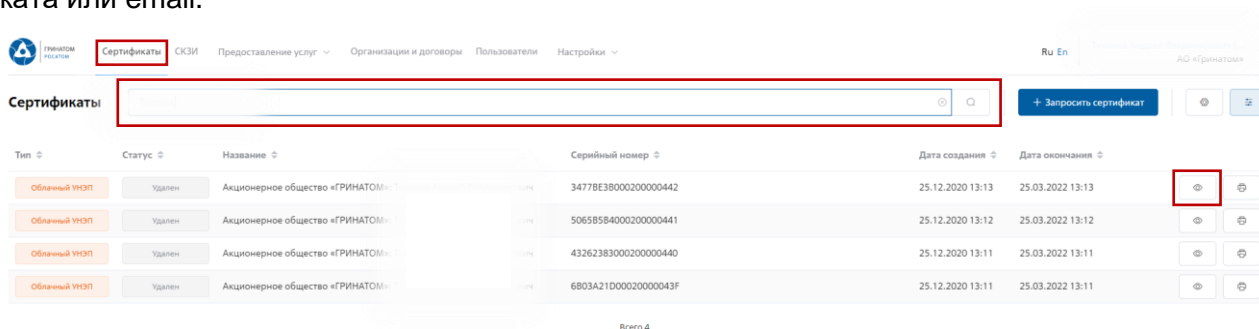 ката или email.
ГРИНАТОМ
РОСАТОМ
Сертификаты СКЗИ Предоставление услуг Организации и договоры Пользователи Настройки Ru En
АО «Гринатом»
Сертификаты + Запросить сертификат
Тип Статус Название Серийный номер Дата создания Дата окончания
Облачный УНЭП Удален Акционерное общество «ГРИНАТОМ» 3477BE3B000200000442 25.12.2020 13:13 25.03.2022 13:13
Облачный УНЭП Удален Акционерное общество «ГРИНАТОМ» 5065B5B4000200000441 25.12.2020 13:12 25.03.2022 13:12
Облачный УНЭП Удален Акционерное общество «ГРИНАТОМ» 43262383000200000440 25.12.2020 13:11 25.03.2022 13:11
Облачный УНЭП Удален Акционерное общество «ГРИНАТОМ» 6B03A21D00020000043F 25.12.2020 13:11 25.03.2022 13:11
Всего 4